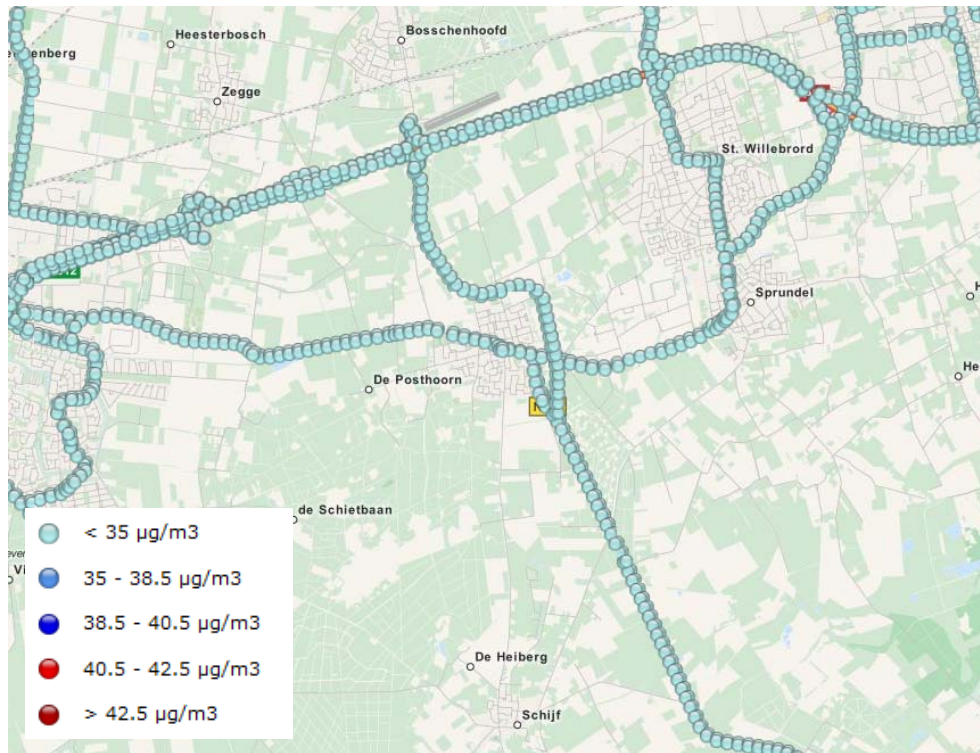 Bosschenhoofd
Heesterbosch
Zegge
St. Willebrord
Sprundel
De Posthoorn
de Schietbaan
De Heiberg
Schijf
< 35 µg/m3
35 - 38.5 µg/m3
38.5 - 40.5 µg/m3
40.5 - 42.5 µg/m3
> 42.5 µg/m3